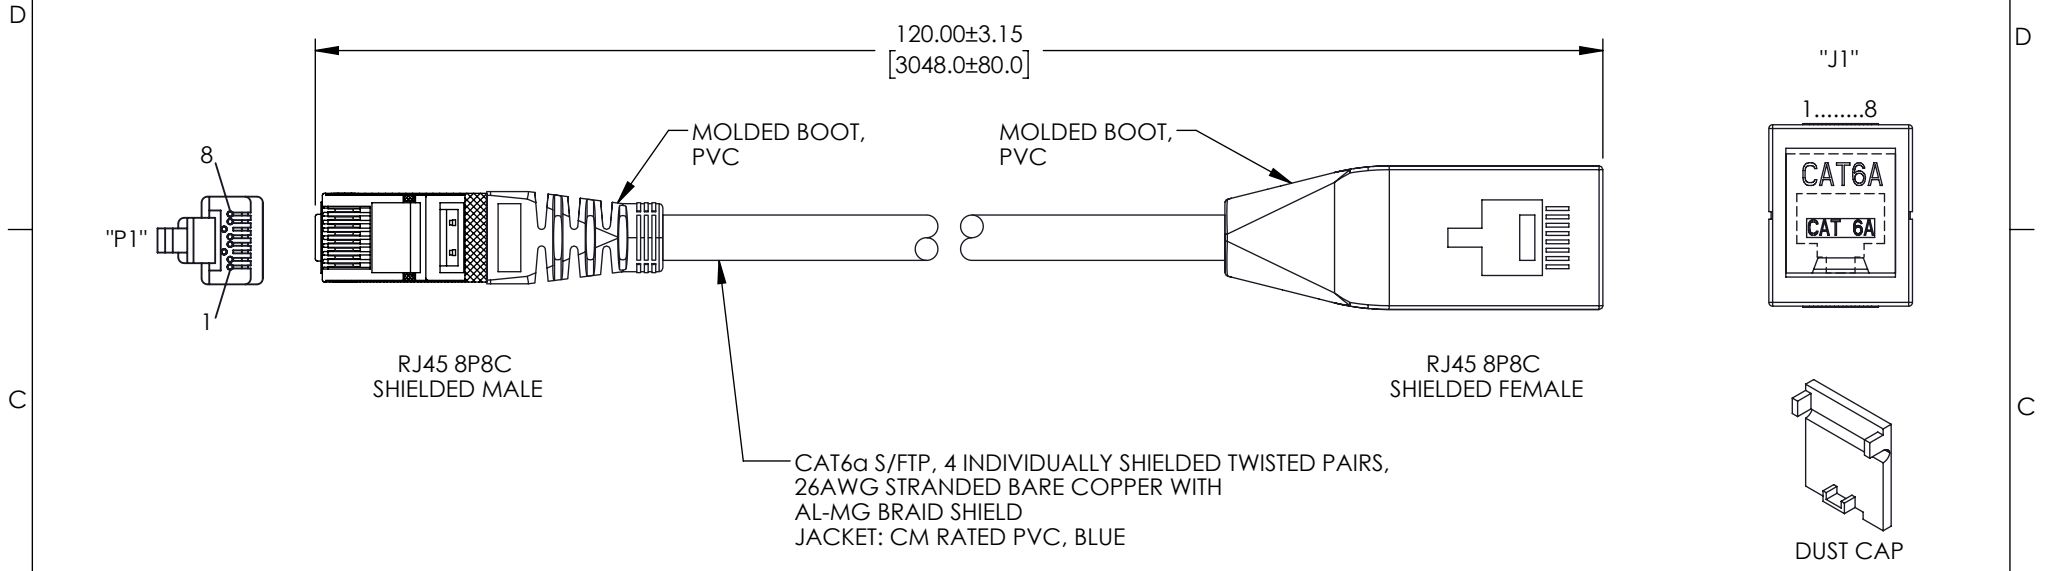 D
D
120.00±3.15
[3048.0±80.0]
"J1"
1........8
MOLDED BOOT,
PVC
MOLDED BOOT,
PVC
8
CAT6A
"P1"
CAT 6A
1
RJ45 8P8C
SHIELDED MALE
RJ45 8P8C
SHIELDED FEMALE
C
C
CAT6a S/FTP, 4 INDIVIDUALLY SHIELDED TWISTED PAIRS,
26AWG STRANDED BARE COPPER WITH
AL-MG BRAID SHIELD
JACKET: CM RATED PVC, BLUE
DUST CAP